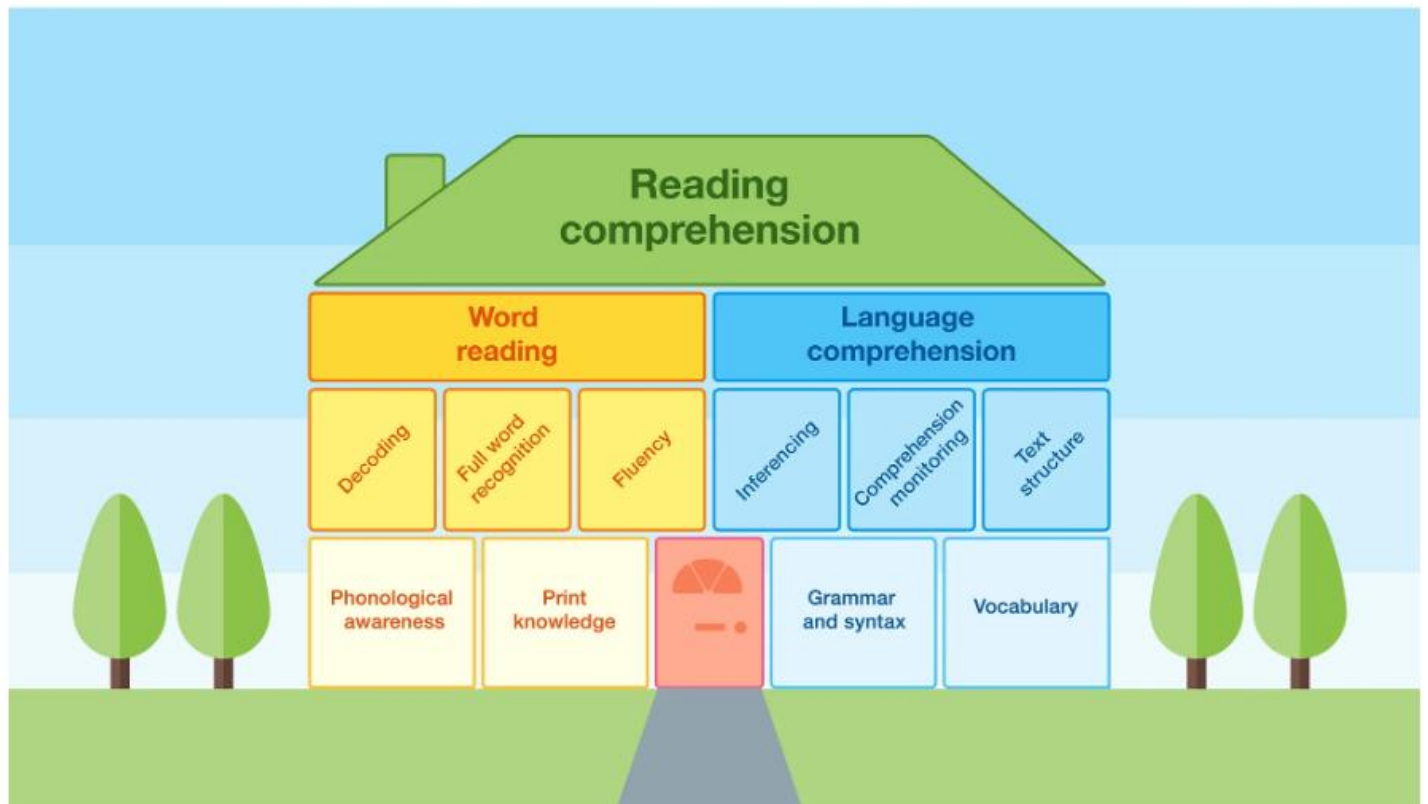 Reading
comprehension
Word
reading
Language
comprehension
Decoding
Full word
recognition
Fluency
Inferencing
Comprehension
monitoring
Text
structure
Phonological
awareness
Print
knowledge
Grammar
and syntax
Vocabulary